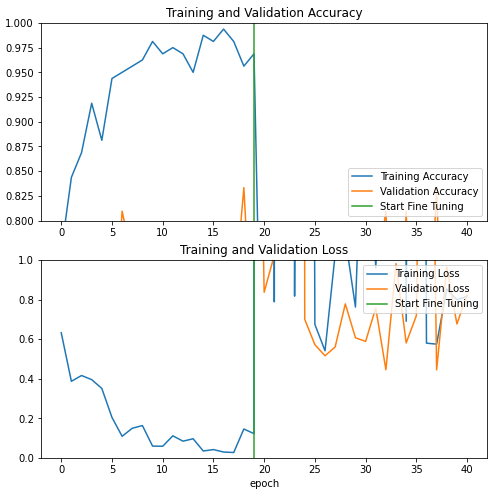 Training and Validation Accuracy
1.000
0.975
0.950
0.925
0.900
0.875
0.850
0.825
0.800
Training Accuracy
Validation Accuracy
Start Fine Tuning
0 5 10 15 20 25 30 35 40
Training and Validation Loss
1.0
0.8
0.6
0.4
0.2
0.0
Training Loss
Validation Loss
Start Fine Tuning
0 5 10 15 20 25 30 35 40
epoch